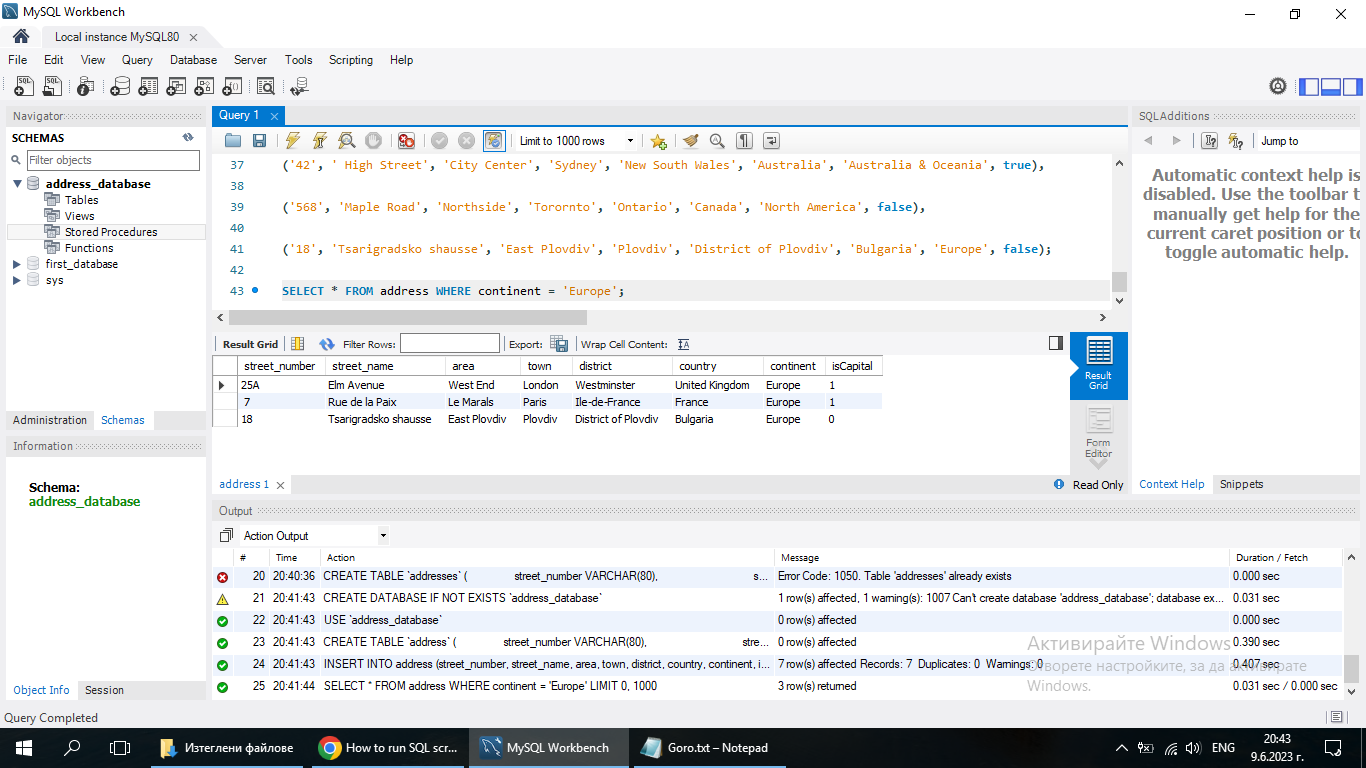 MySQL Workbench
Local instance MySQL80
File Edit View Query Database Server Tools Scripting Help
Navigator
SCHEMAS
Filter objects
address_database
Tables
Views
Stored Procedures
Functions
first_database
sys
Administration Schemas
Information
Schema:
address_database
Object Info Session
Query 1
Limit to 1000 rows
37 ('42', ' High Street', 'City Center', 'Sydney', 'New South Wales', 'Australia', 'Australia & Oceania', true),
38
39 ('568', 'Maple Road', 'Northside', 'Torornto', 'Ontario', 'Canada', 'North America', false),
40
41 ('18', 'Tsarigradsko shausse', 'East Plovdiv', 'Plovdiv', 'District of Plovdiv', 'Bulgaria', 'Europe', false);
42
43 SELECT * FROM address WHERE continent = 'Europe';
Result Grid Filter Rows: Export: Wrap Cell Content:
street_number street_name area town district country continent isCapital
25A Elm Avenue West End London Westminster United Kingdom Europe 1
7 Rue de la Paix Le Marals Paris Ile-de-France France Europe 1
18 Tsarigradsko shausse East Plovdiv Plovdiv District of Plovdiv Bulgaria Europe 0
Result
Grid
Form
Editor
address 1
Read Only
SQLAdditions
Jump to
Automatic context help is
disabled. Use the toolbar t
manually get help for the
current caret position or to
toggle automatic help.
Context Help Snippets
Output
Action Output
# Time Action Message Duration / Fetch
20 20:40:36 CREATE TABLE `addresses` ( street_number VARCHAR(80), s... Error Code: 1050. Table 'addresses' already exists 0.000 sec
21 20:41:43 CREATE DATABASE IF NOT EXISTS `address_database` 1 row(s) affected, 1 warning(s): 1007 Can't create database 'address_database'; database ex... 0.031 sec
22 20:41:43 USE `address_database` 0 row(s) affected 0.000 sec
23 20:41:43 CREATE TABLE `address` ( street_number VARCHAR(80), stre... 0 row(s) affected 0.390 sec
24 20:41:43 INSERT INTO address (street_number, street_name, area, town, district, country, continent, i... 7 row(s) affected Records: 7 Duplicates: 0 Warnings: 0 0.407 sec
25 20:41:44 SELECT * FROM address WHERE continent = 'Europe' LIMIT 0, 1000 3 row(s) returned 0.031 sec / 0.000 sec
Активирайте Windows
Отворете настройките, за да активирате
Windows.
Query Completed
Изтеглени файлове
How to run SQL scr...
MySQL Workbench
Goro.txt – Notepad
ENG
20:43
9.6.2023 г.